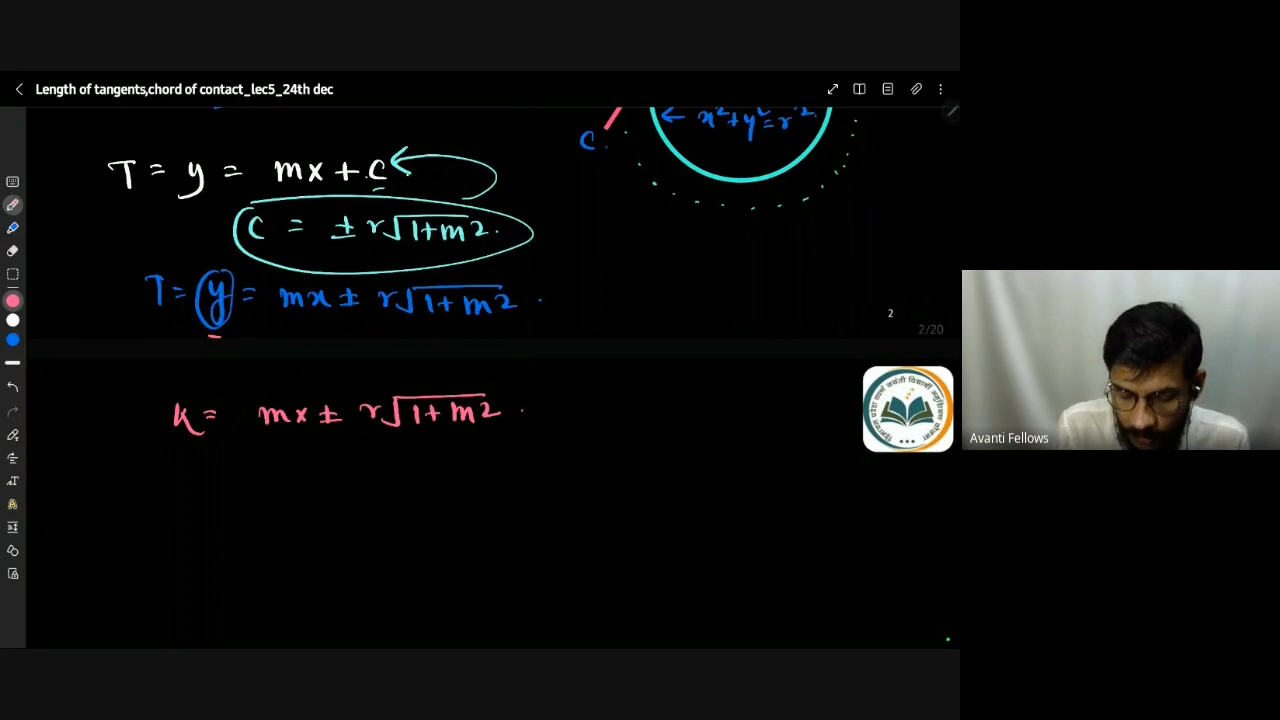 Length of tangents,chord of contact_lec5_24th dec
C.
← x²+y²=r².
T = y = mx + c
C = ± r√1+m2.
T = y = mx ± r√1+m2 .
2
2/20
K = mx ± r√1+m2 .
Avanti Fellows